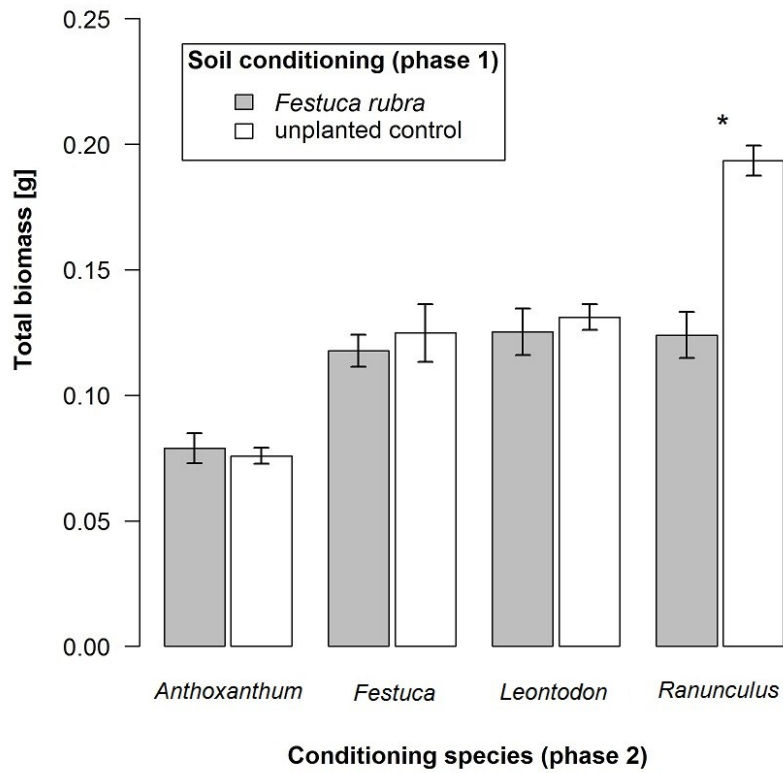 0.25
0.20
0.15
0.10
0.05
0.00
Total biomass [g]
Soil conditioning (phase 1)
Festuca rubra
unplanted control
*
Anthoxanthum Festuca Leontodon Ranunculus
Conditioning species (phase 2)